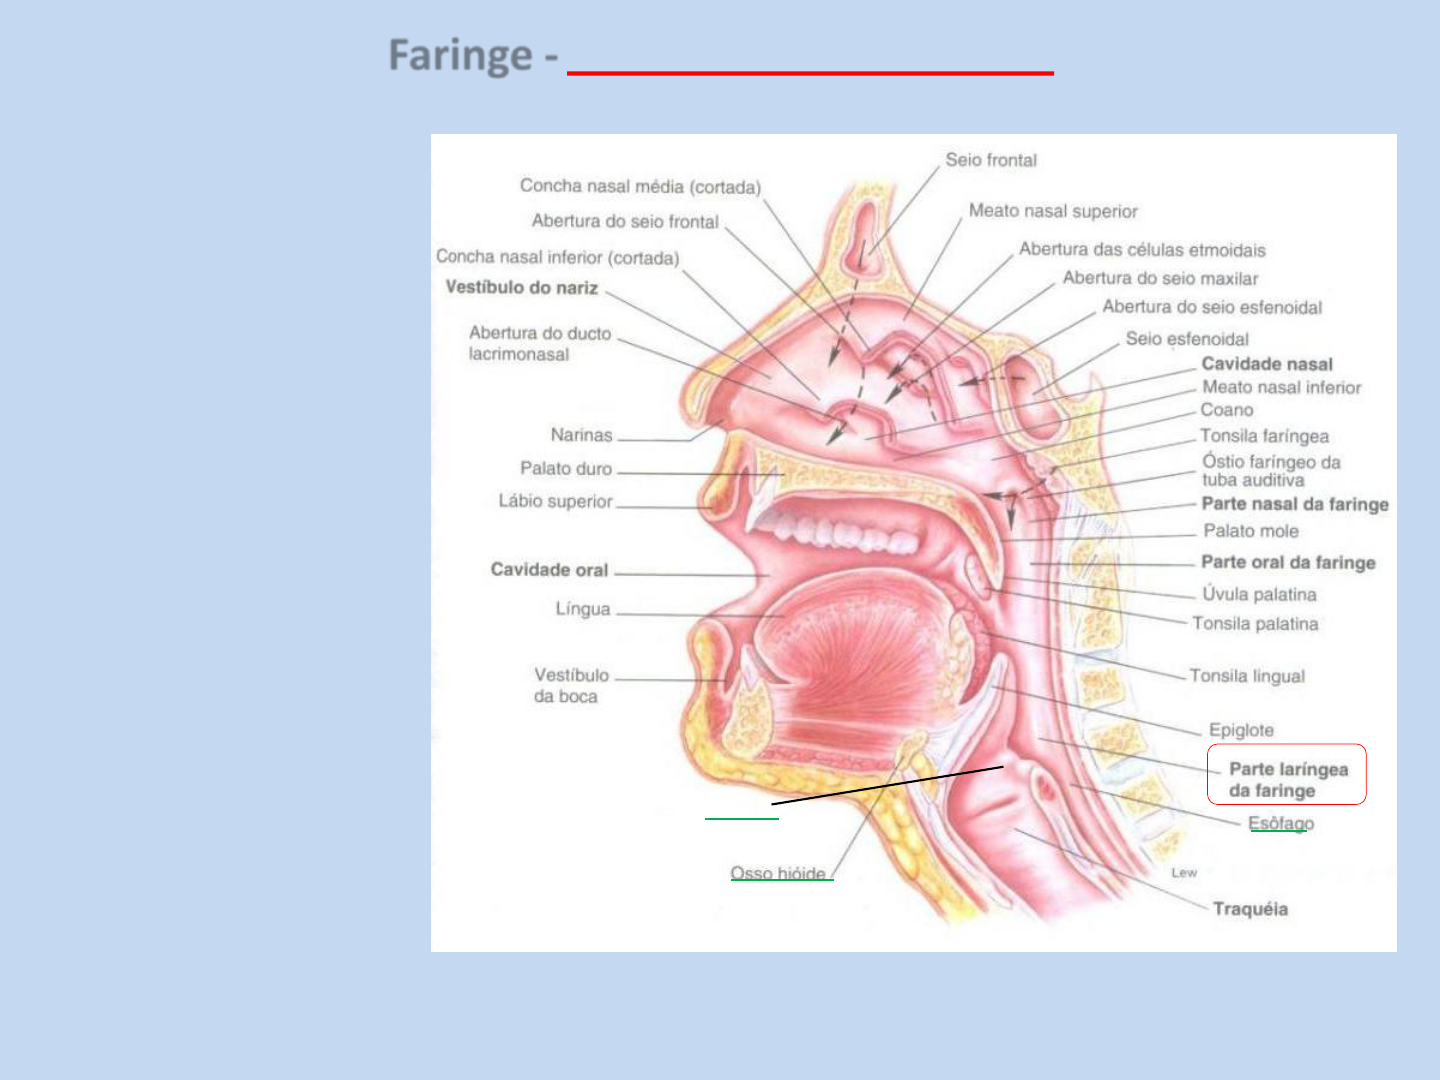 Faringe -
Seio frontal
Concha nasal média (cortada)
Meato nasal superior
Abertura do seio frontal
Abertura das células etmoidais
Concha nasal inferior (cortada)
Abertura do seio maxilar
Vestíbulo do nariz
Abertura do seio esfenoidal
Abertura do ducto
lacrimonasal
Seio esfenoidal
Cavidade nasal
Meato nasal inferior
Coano
Narinas
Tonsila faríngea
Palato duro
Óstio faríngeo da
tuba auditiva
Lábio superior
Parte nasal da faringe
Palato mole
Cavidade oral
Parte oral da faringe
Úvula palatina
Língua
Tonsila palatina
Vestíbulo
da boca
Tonsila lingual
Epiglote
Parte laríngea
da faringe
Esôfago
Osso hióide
Lew
Traquéia